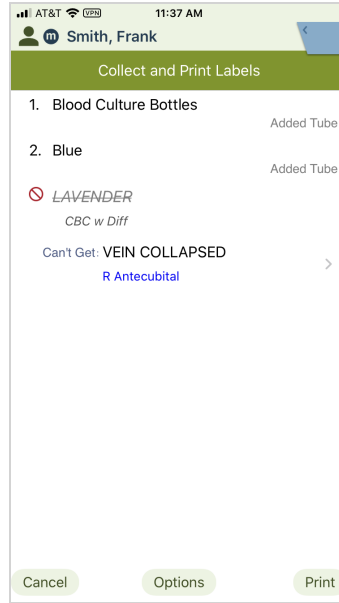 AT&T VPN 11:37 AM
m Smith, Frank
Collect and Print Labels
1. Blood Culture Bottles
Added Tube
2. Blue
Added Tube
LAVENDER
CBC w Diff
Can't Get: VEIN COLLAPSED
R Antecubital
Cancel Options Print